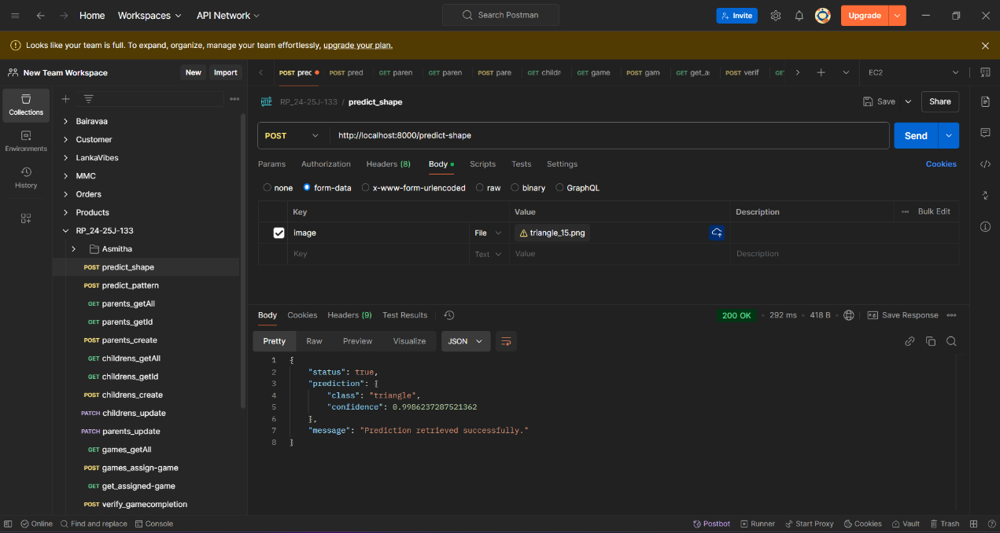 Home Workspaces API Network Search Postman Invite Upgrade
Looks like your team is full. To expand, organize, manage your team effortlessly, upgrade your plan.
New Team Workspace New Import
POST prec POST pred GET paren GET paren POST pare GET childr GET game POST gam GET get_a: POST verif GET EC2
Collections
Environments
History
Bairavaa
Customer
LankaVibes
MMC
Orders
Products
RP_24-25J-133
Asmitha
POST predict_shape
POST predict_pattern
GET parents_getAll
GET parents_getId
POST parents_create
GET childrens_getAll
GET childrens_getId
POST childrens_create
PATCH childrens_update
PATCH parents_update
GET games_getAll
POST games_assign-game
GET get_assigned-game
POST verify_gamecompletion
HTTP RP_24-25J-133 / predict_shape Save Share
POST http://localhost:8000/predict-shape Send
Params Authorization Headers (8) Body Scripts Tests Settings Cookies
none form-data x-www-form-urlencoded raw binary GraphQL
Key Value Description Bulk Edit
image File triangle_15.png
Key Text Value Description
Body Cookies Headers (9) Test Results 200 OK 292 ms 418 B Save Response
Pretty Raw Preview Visualize JSON
1 {
2 "status": true,
3 "prediction": {
4 "class": "triangle",
5 "confidence": 0.9986237287521362
6 },
7 "message": "Prediction retrieved successfully."
8 }
Online Find and replace Console Postbot Runner Start Proxy Cookies Vault Trash